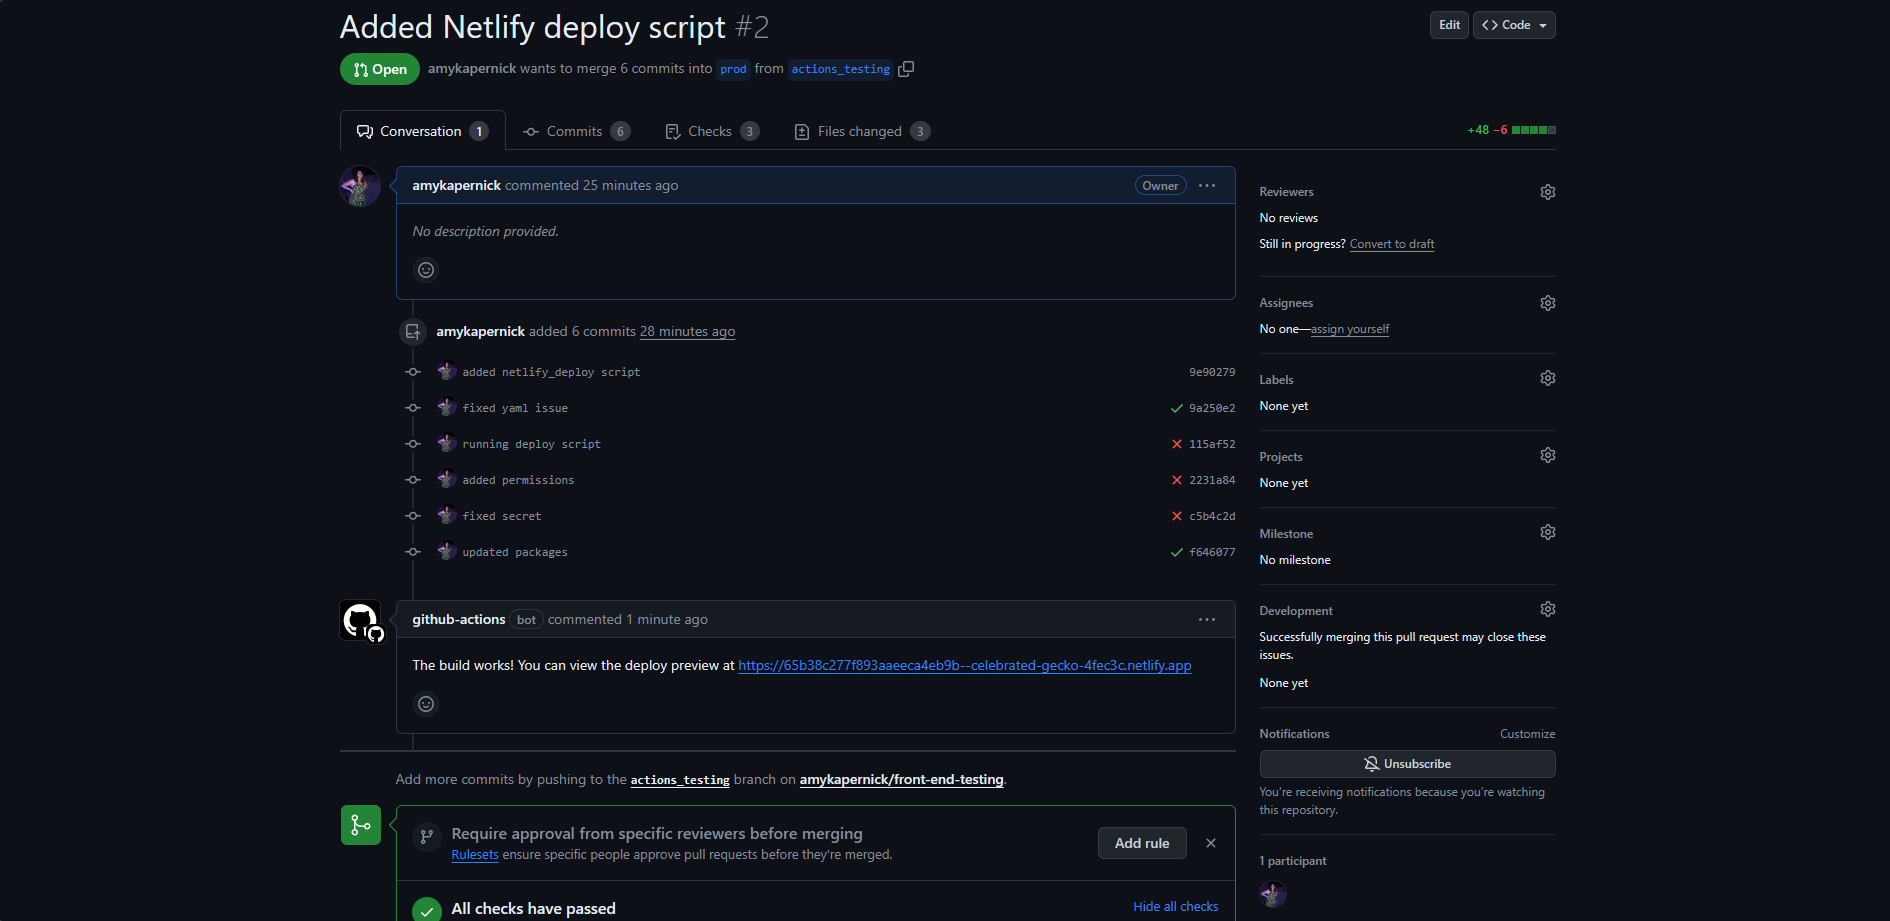 Added Netlify deploy script #2
Edit
Code
Open
amykapernick wants to merge 6 commits into prod from actions_testing
Conversation 1
Commits 6
Checks 3
Files changed 3
+48 −6
amykapernick commented 25 minutes ago
Owner
No description provided.
amykapernick added 6 commits 28 minutes ago
added netlify_deploy script 9e90279
fixed yaml issue 9a250e2
running deploy script 115af52
added permissions 2231a84
fixed secret c5b4c2d
updated packages f646077
github-actions bot commented 1 minute ago
The build works! You can view the deploy preview at https://65b38c277f893aaeeca4eb9b--celebrated-gecko-4fec3c.netlify.app
Add more commits by pushing to the actions_testing branch on amykapernick/front-end-testing.
Require approval from specific reviewers before merging
Rulesets ensure specific people approve pull requests before they're merged.
Add rule
All checks have passed
Hide all checks
Reviewers
No reviews
Still in progress? Convert to draft
Assignees
No one—assign yourself
Labels
None yet
Projects
None yet
Milestone
No milestone
Development
Successfully merging this pull request may close these
issues.
None yet
Notifications
Customize
Unsubscribe
You're receiving notifications because you're watching
this repository.
1 participant